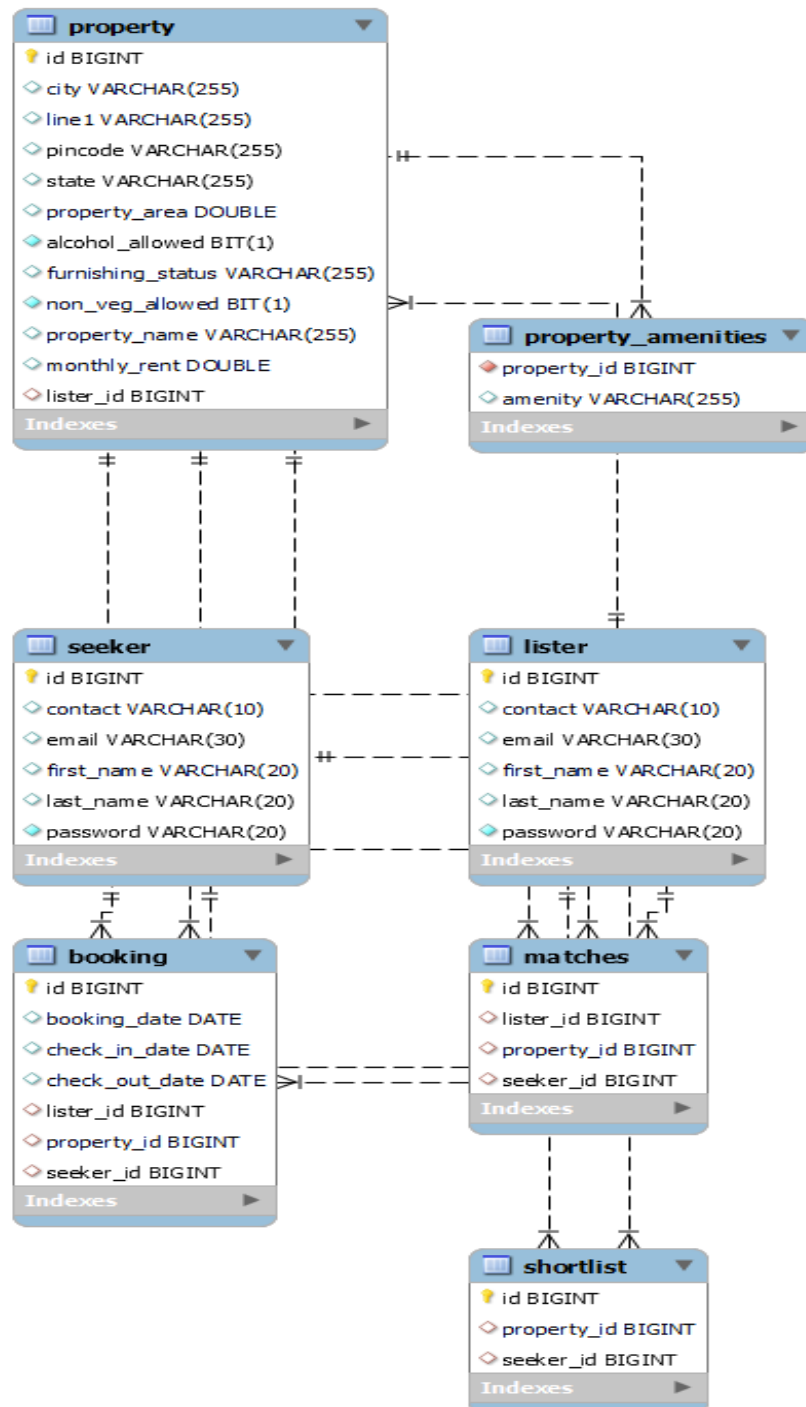 property
id BIGINT
city VARCHAR(255)
line1 VARCHAR(255)
pincode VARCHAR(255)
state VARCHAR(255)
property_area DOUBLE
alcohol_allowed BIT(1)
furnishing_status VARCHAR(255)
non_veg_allowed BIT(1)
property_name VARCHAR(255)
monthly_rent DOUBLE
lister_id BIGINT
Indexes
property_amenities
property_id BIGINT
amenity VARCHAR(255)
Indexes
seeker
id BIGINT
contact VARCHAR(10)
email VARCHAR(30)
first_name VARCHAR(20)
last_name VARCHAR(20)
password VARCHAR(20)
Indexes
lister
id BIGINT
contact VARCHAR(10)
email VARCHAR(30)
first_name VARCHAR(20)
last_name VARCHAR(20)
password VARCHAR(20)
Indexes
booking
id BIGINT
booking_date DATE
check_in_date DATE
check_out_date DATE
lister_id BIGINT
property_id BIGINT
seeker_id BIGINT
Indexes
matches
id BIGINT
lister_id BIGINT
property_id BIGINT
seeker_id BIGINT
Indexes
shortlist
id BIGINT
property_id BIGINT
seeker_id BIGINT
Indexes